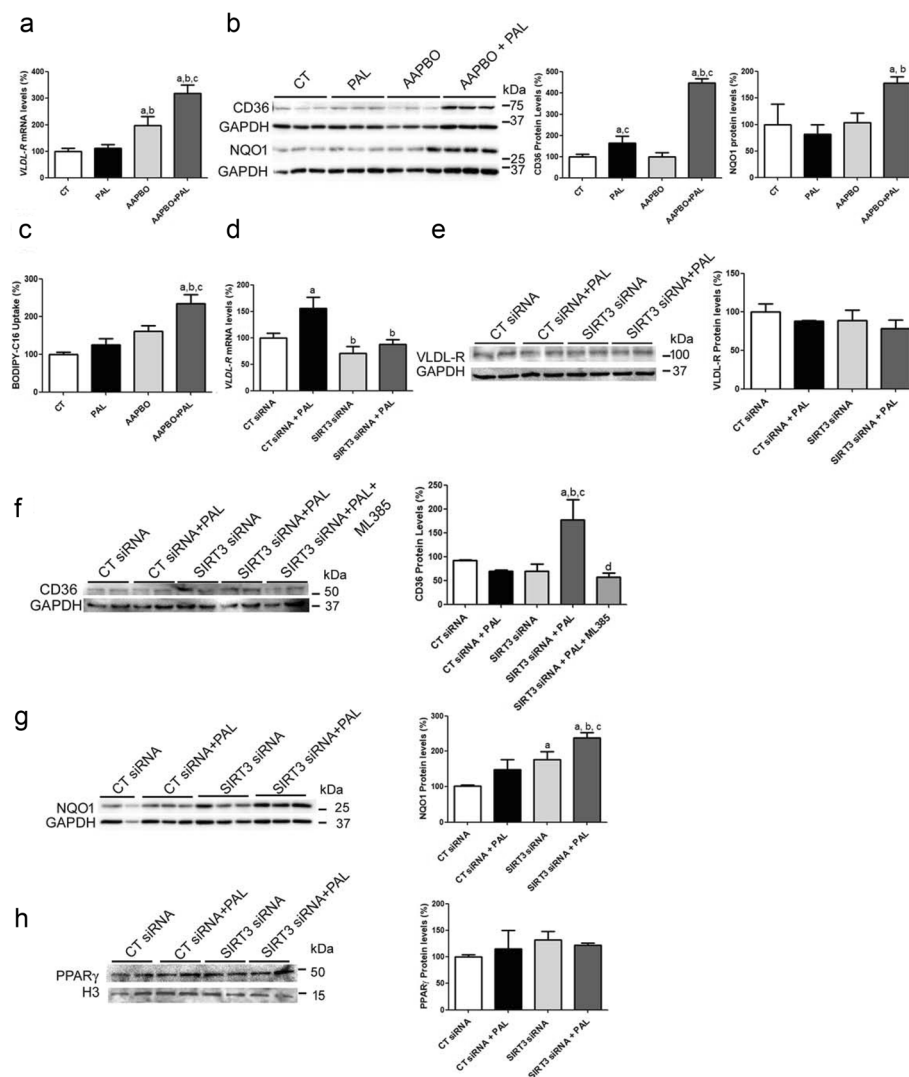 a
VLDL-R mRNA levels (%)
400
300
200
100
0
a,b
a,b,c
CT
PAL
AAPBO
AAPBO+PAL
b
CT
PAL
AAPBO
AAPBO + PAL
kDa
CD36
75
37
GAPDH
NQO1
25
GAPDH
37
CD36 Protein Levels (%)
500
400
300
200
100
0
a,c
a,b,c
CT
PAL
AAPBO
AAPBO+PAL
NQO1 protein levels (%)
200
150
100
50
0
a, b
CT
PAL
AAPBO
AAPBO+PAL
c
BODIPY-C16 Uptake (%)
300
200
100
0
a,b,c
CT
PAL
AAPBO
AAPBO+PAL
d
VLDL-R mRNA levels (%)
200
150
100
50
0
a
b
b
CT siRNA
CT siRNA + PAL
SIRT3 siRNA
SIRT3 siRNA + PAL
e
CT siRNA
CT siRNA+PAL
SIRT3 siRNA
SIRT3 siRNA+PAL
kDa
VLDL-R
100
GAPDH
37
VLDL-R Protein levels (%)
150
100
50
0
CT siRNA
CT siRNA + PAL
SIRT3 siRNA
SIRT3 siRNA + PAL
f
CT siRNA
CT siRNA+PAL
SIRT3 siRNA
SIRT3 siRNA+PAL
SIRT3 siRNA+PAL+
ML385
kDa
CD36
50
GAPDH
37
CD36 Protein Levels (%)
250
200
150
100
50
0
a,b,c
d
CT siRNA
CT siRNA + PAL
SIRT3 siRNA
SIRT3 siRNA + PAL
SIRT3 siRNA + PAL+ ML385
g
CT siRNA
CT siRNA+PAL
SIRT3 siRNA
SIRT3 siRNA+PAL
kDa
NQO1
25
GAPDH
37
NQO1 Protein levels (%)
300
200
100
0
a
a, b, c
CT siRNA
CT siRNA + PAL
SIRT3 siRNA
SIRT3 siRNA + PAL
h
CT siRNA
CT siRNA+PAL
SIRT3 siRNA
SIRT3 siRNA+PAL
kDa
PPARγ
50
H3
15
PPARγ Protein levels (%)
200
150
100
50
0
CT siRNA
CT siRNA + PAL
SIRT3 siRNA
SIRT3 siRNA + PAL